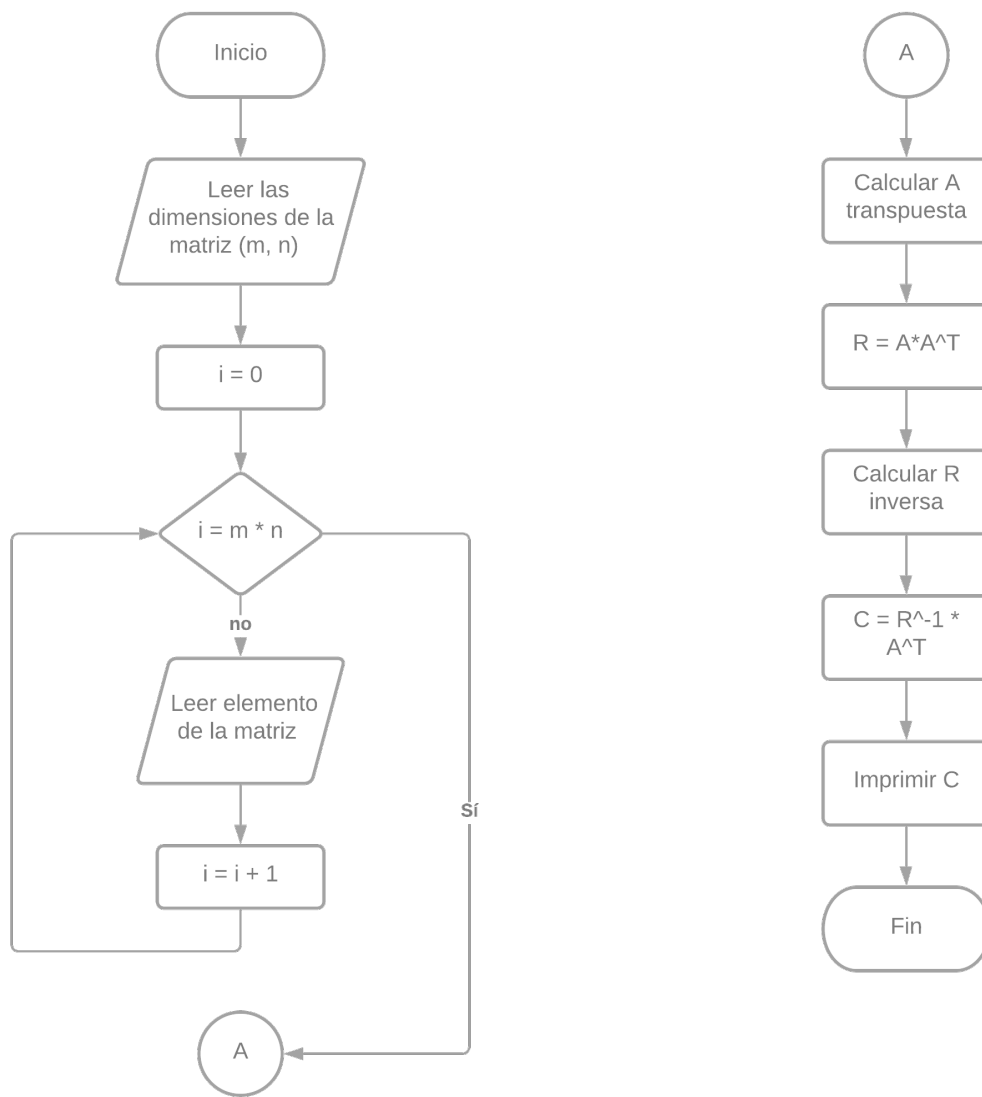 Inicio
Leer las
dimensiones de la
matriz (m, n)
i = 0
i = m * n
no
Leer elemento
de la matriz
i = i + 1
Sí
A
A
Calcular A
transpuesta
R = A*A^T
Calcular R
inversa
C = R^-1 *
A^T
Imprimir C
Fin